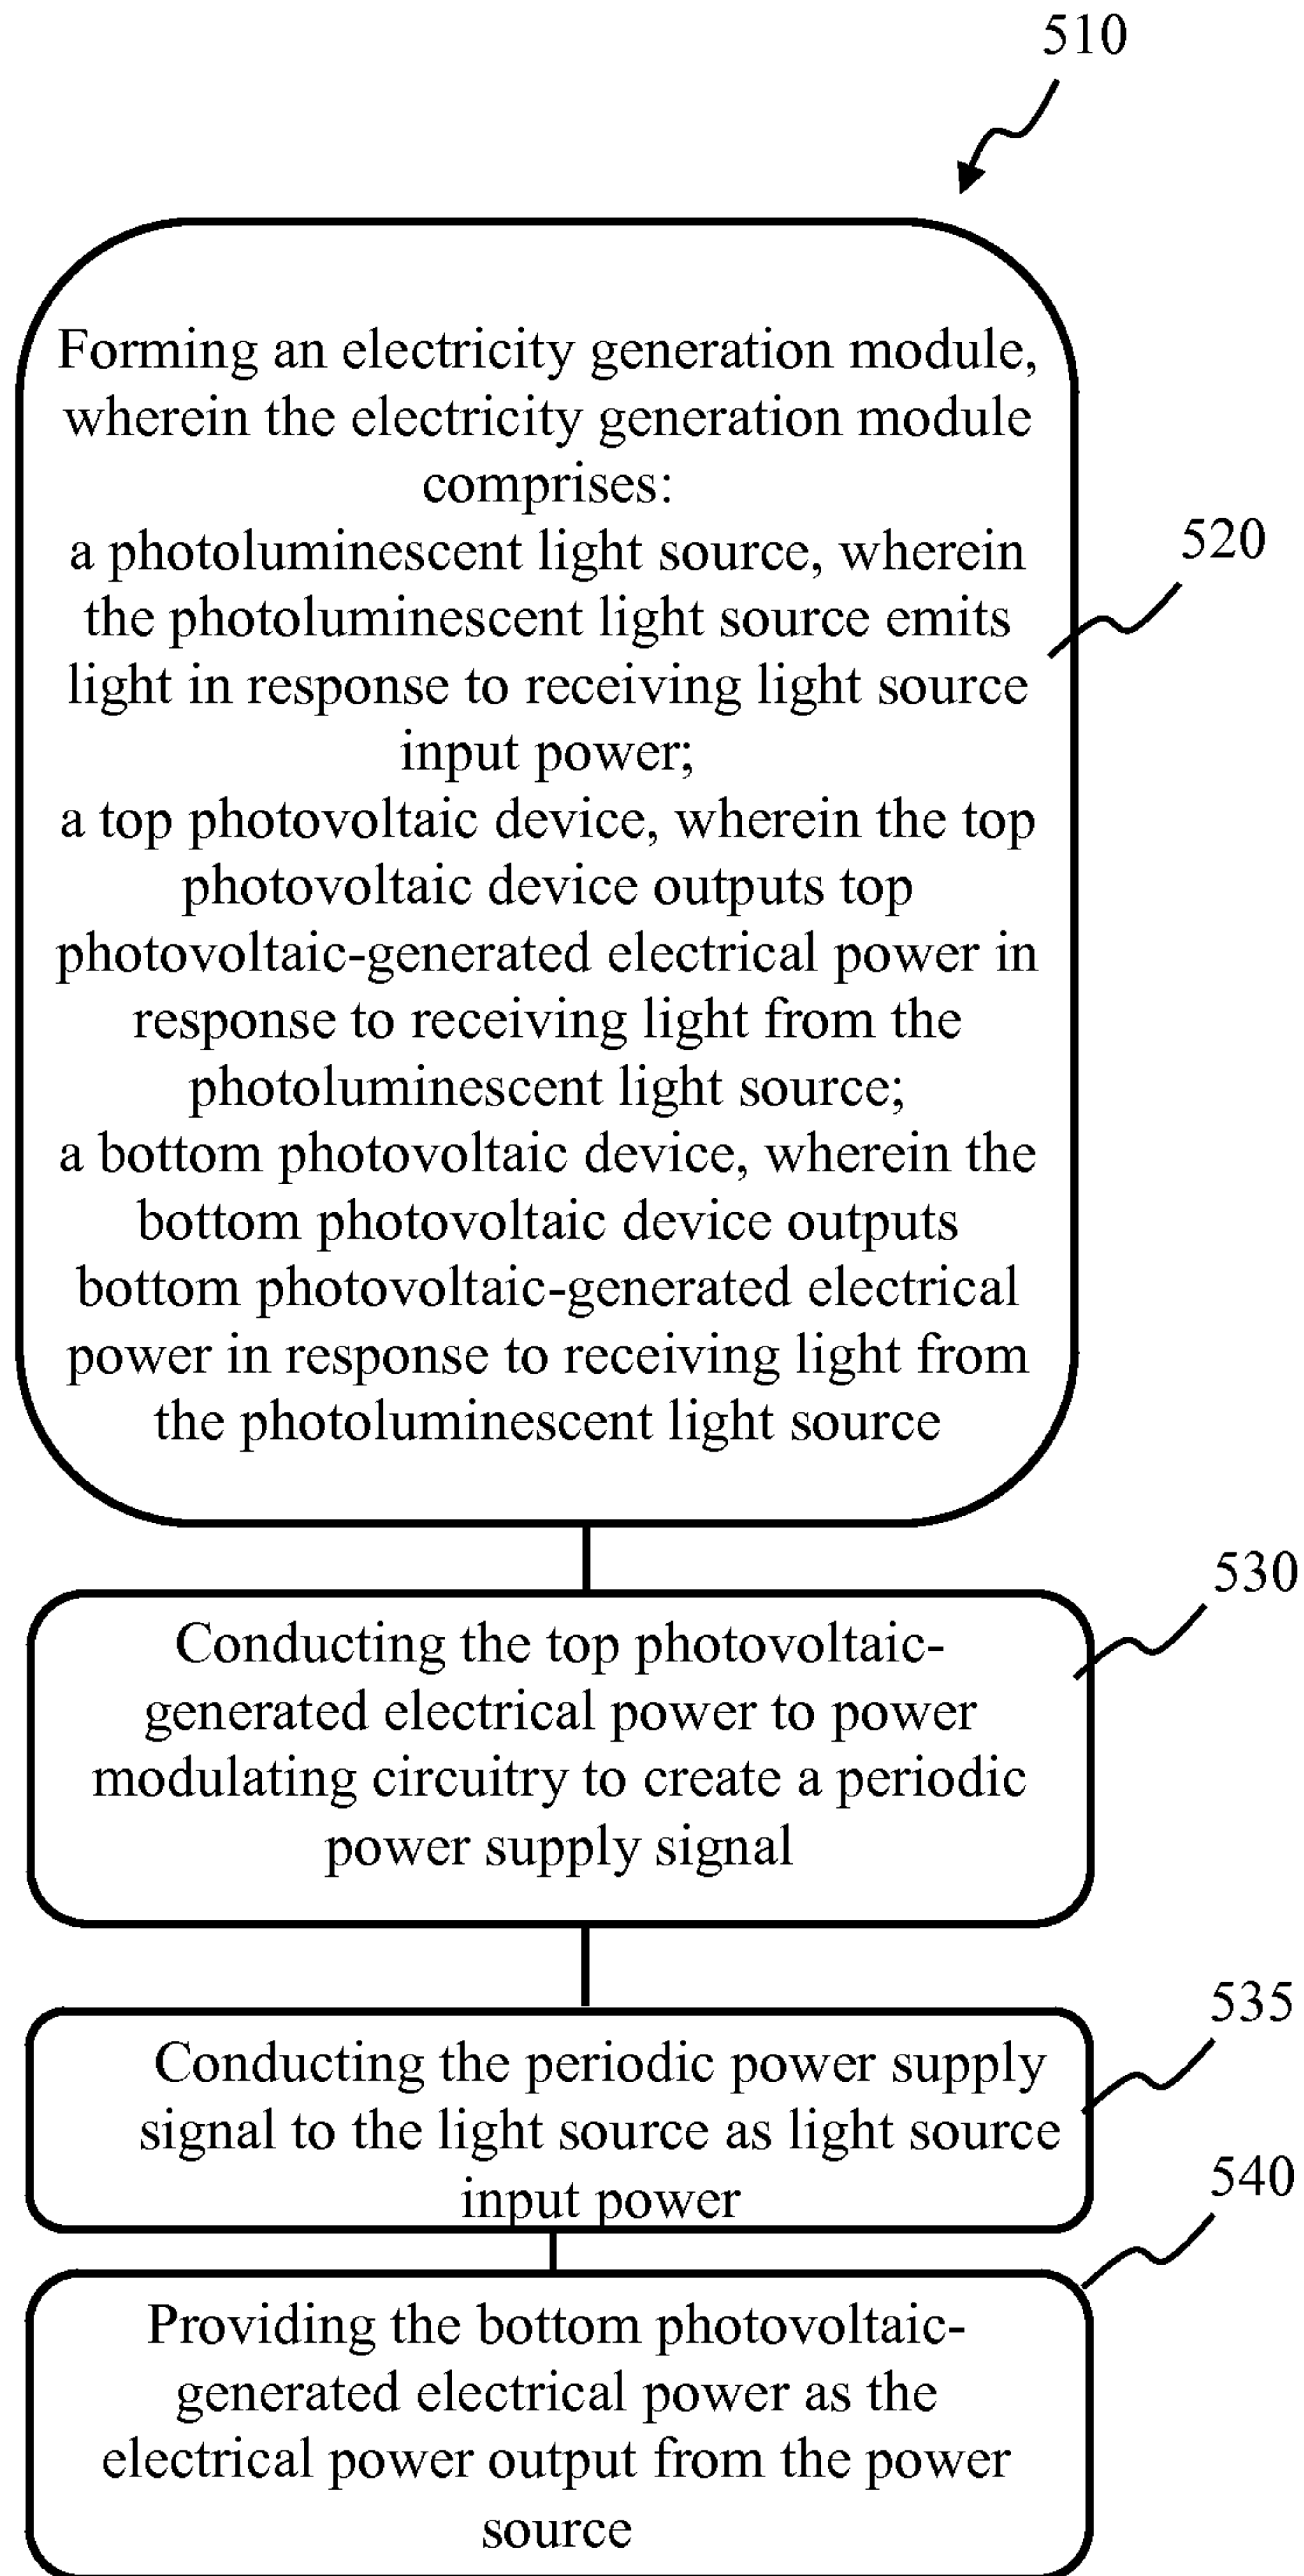 510
Forming an electricity generation module,
wherein the electricity generation module
comprises:
a photoluminescent light source, wherein
the photoluminescent light source emits
light in response to receiving light source
input power;
a top photovoltaic device, wherein the top
photovoltaic device outputs top
photovoltaic-generated electrical power in
response to receiving light from the
photoluminescent light source;
a bottom photovoltaic device, wherein the
bottom photovoltaic device outputs
bottom photovoltaic-generated electrical
power in response to receiving light from
the photoluminescent light source
520
Conducting the top photovoltaic-
generated electrical power to power
modulating circuitry to create a periodic
power supply signal
530
Conducting the periodic power supply
signal to the light source as light source
input power
535
Providing the bottom photovoltaic-
generated electrical power as the
electrical power output from the power
source
540